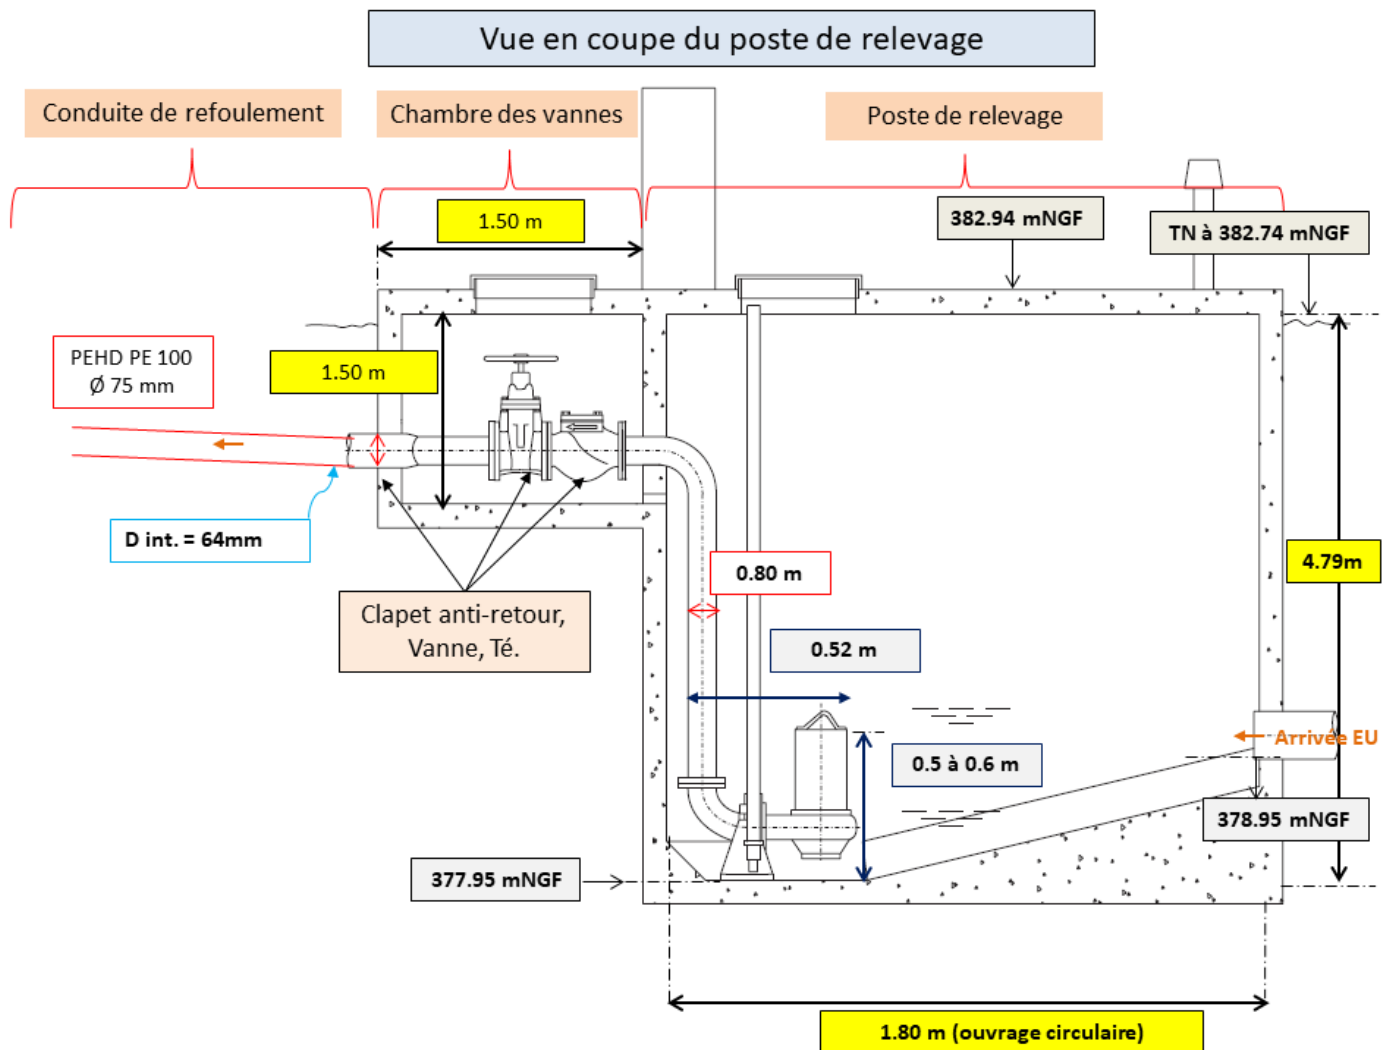 Vue en coupe du poste de relevage
Conduite de refoulement
Chambre des vannes
Poste de relevage
1.50 m
382.94 mNGF
TN à 382.74 mNGF
PEHD PE 100
Ø 75 mm
1.50 m
D int. = 64mm
0.80 m
4.79m
Clapet anti-retour,
Vanne, Té.
0.52 m
Arrivée EU
0.5 à 0.6 m
378.95 mNGF
377.95 mNGF
1.80 m (ouvrage circulaire)